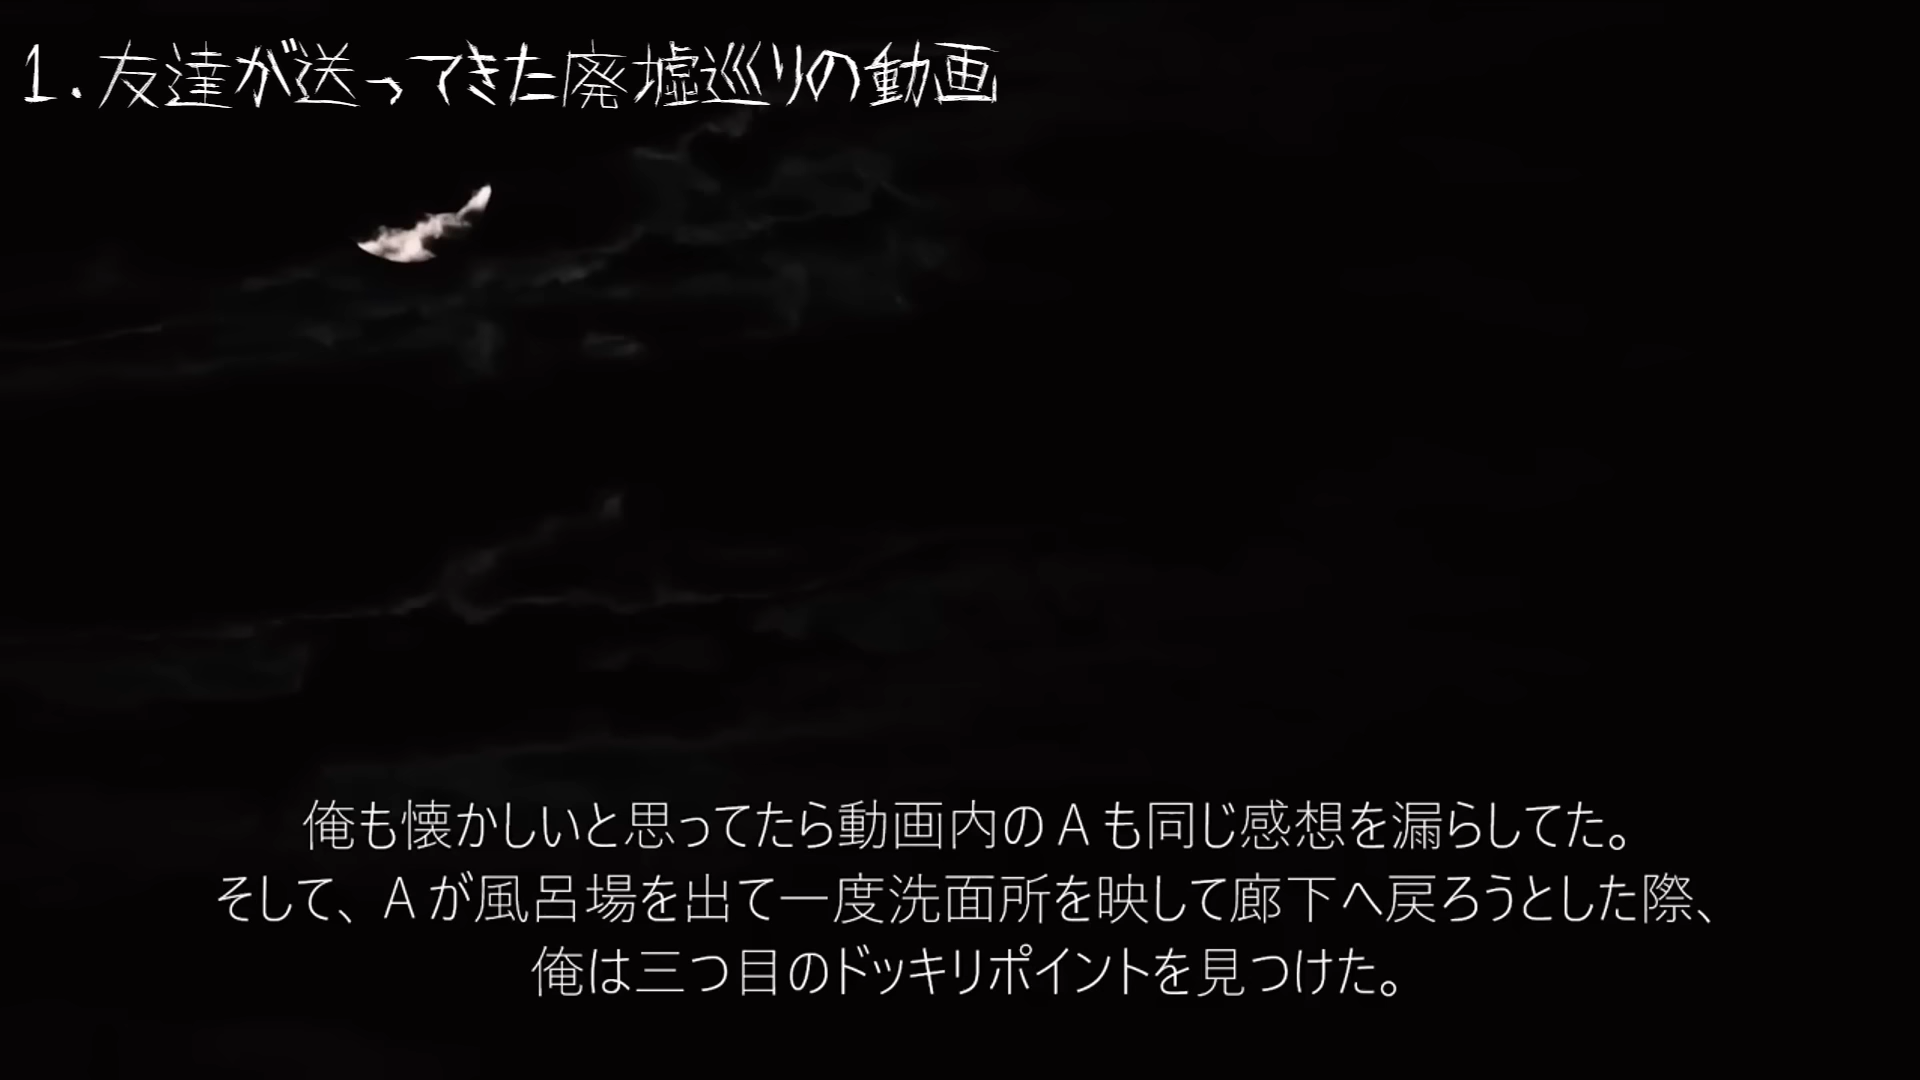 1.友達が送ってきた廃墟巡りの動画
俺も懐かしいと思ってたら動画内のAも同じ感想を漏らしてた。
そして、Aが風呂場を出て一度洗面所を映して廊下へ戻ろうとした際、
俺は三つ目のドッキリポイントを見つけた。